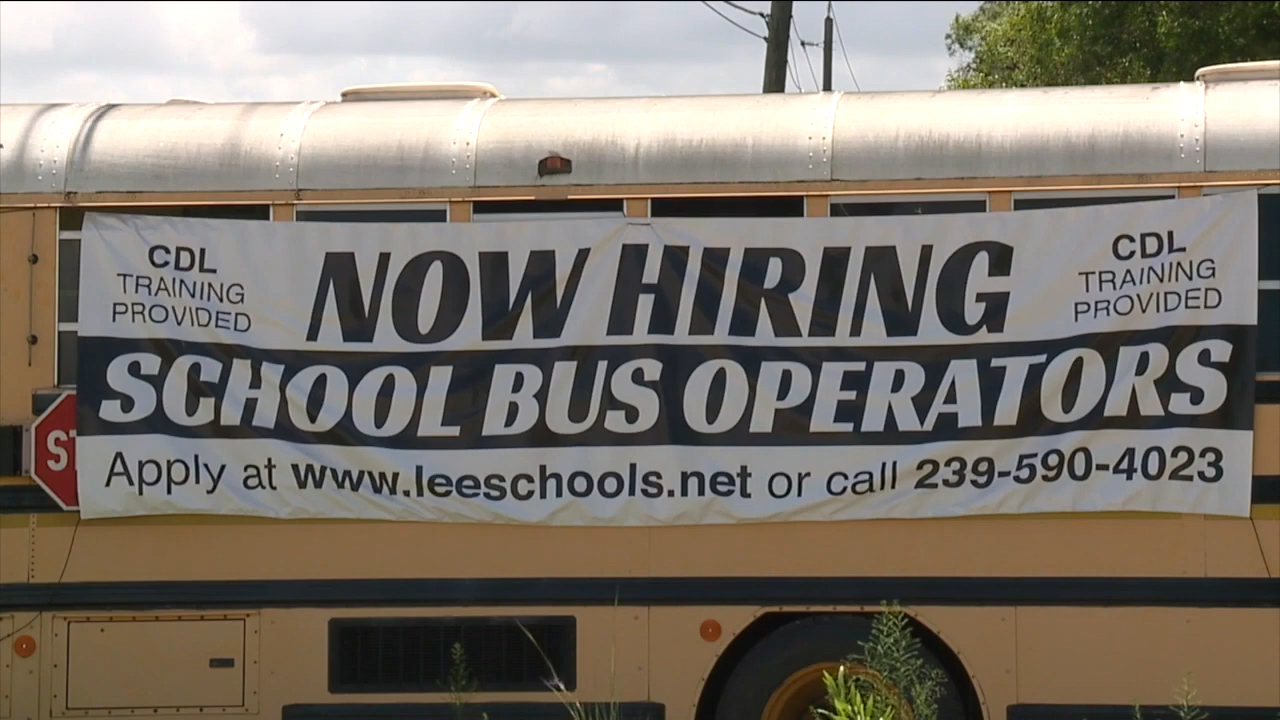 CDL
TRAINING
PROVIDED
NOW HIRING
CDL
TRAINING
PROVIDED
SCHOOL BUS OPERATORS
Apply at www.leeschools.net or call 239-590-4023